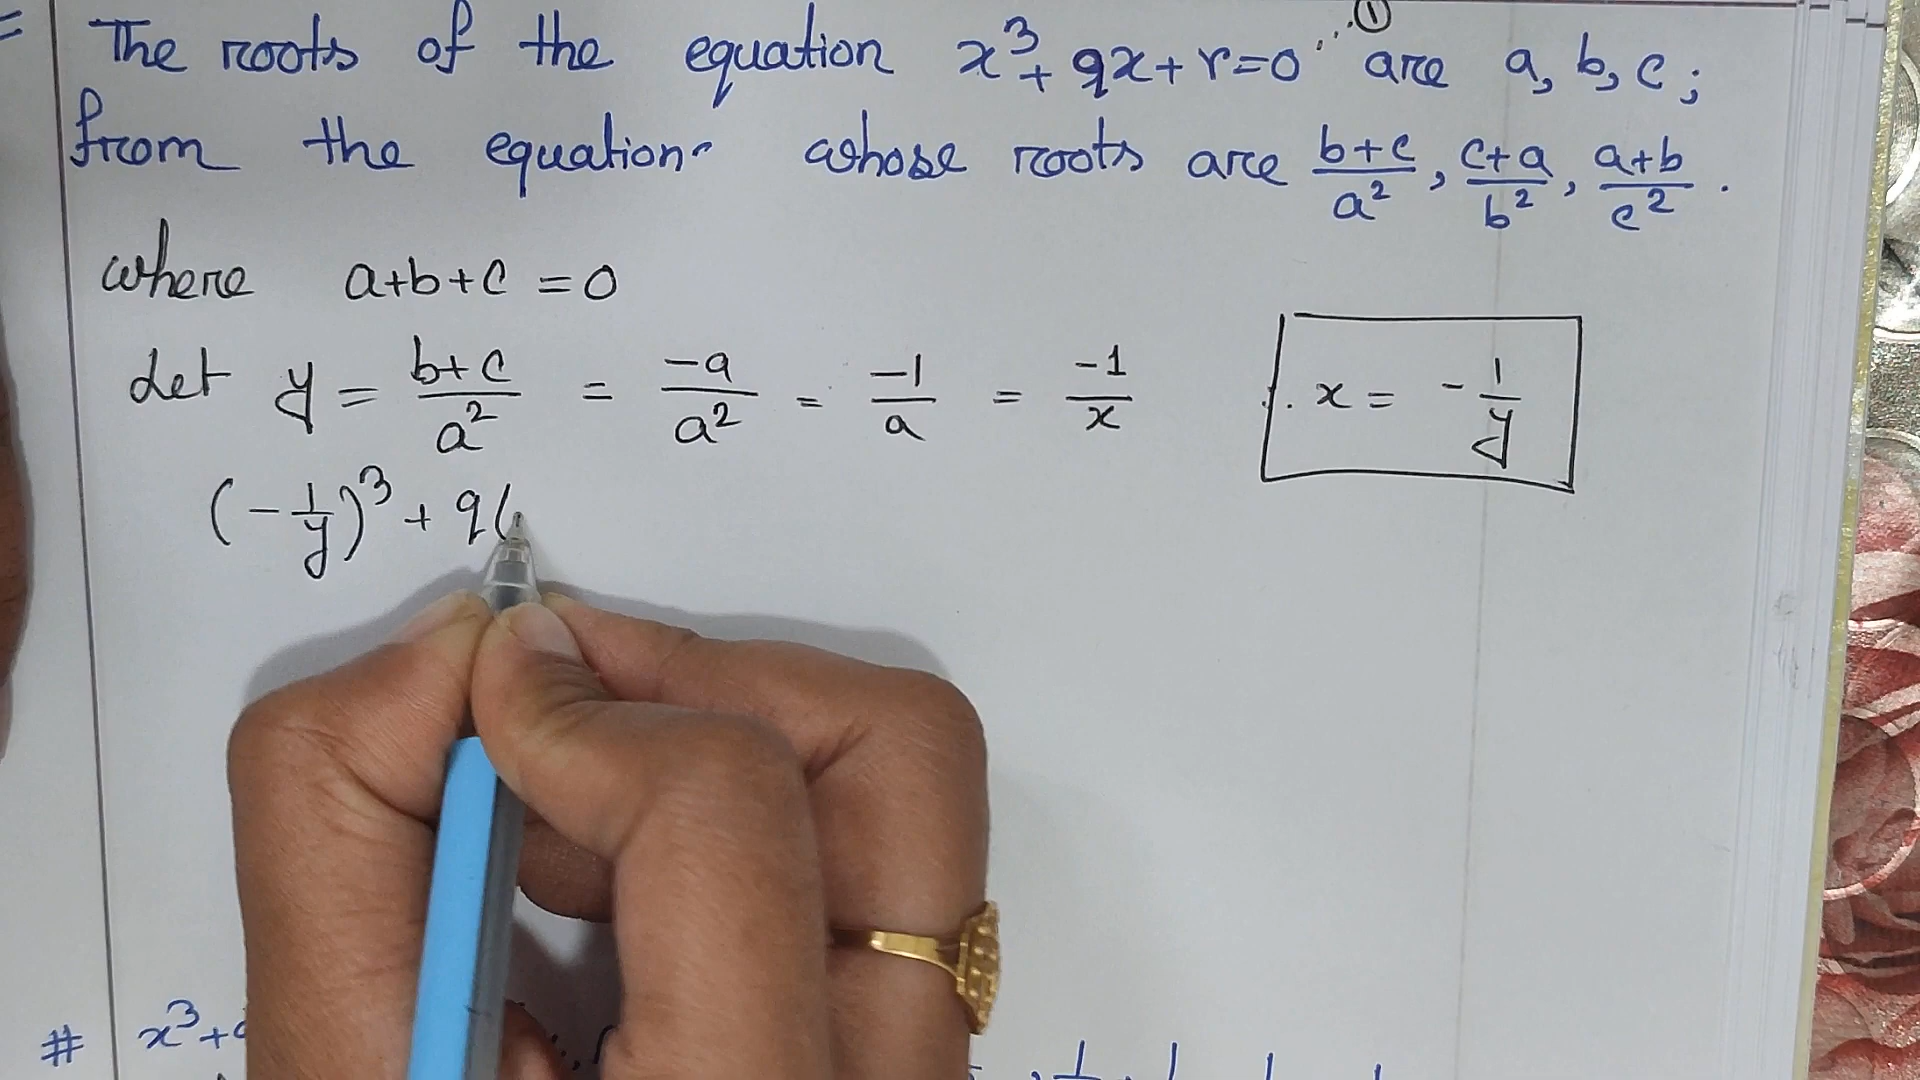 = The roots of the equation x³ + qx + r = 0 ...① are a, b, c;
from the equation whose roots are (b+c)/a², (c+a)/b², (a+b)/c².
where a+b+c = 0
Let y = (b+c)/a² = -a/a² = -1/a = -1/x ∴ x = -1/y
(-1/y)³ + q(
# x³+